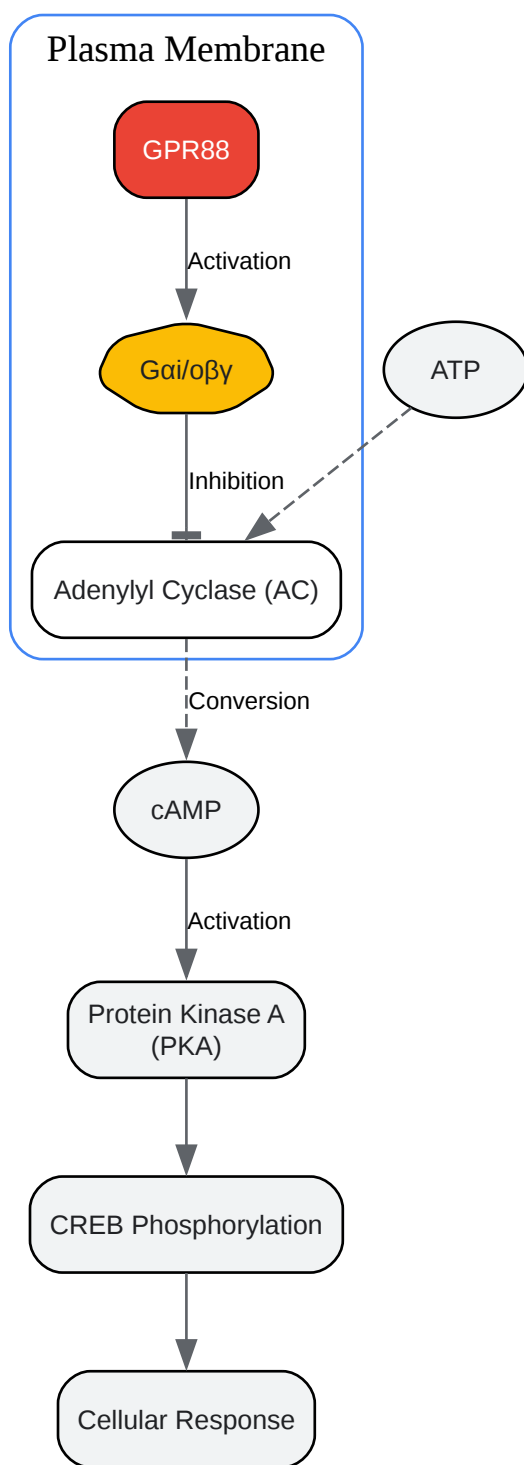 Plasma Membrane
GPR88
Activation
Gαi/oβγ
ATP
Inhibition
Adenylyl Cyclase (AC)
Conversion
cAMP
Activation
Protein Kinase A
(PKA)
CREB Phosphorylation
Cellular Response